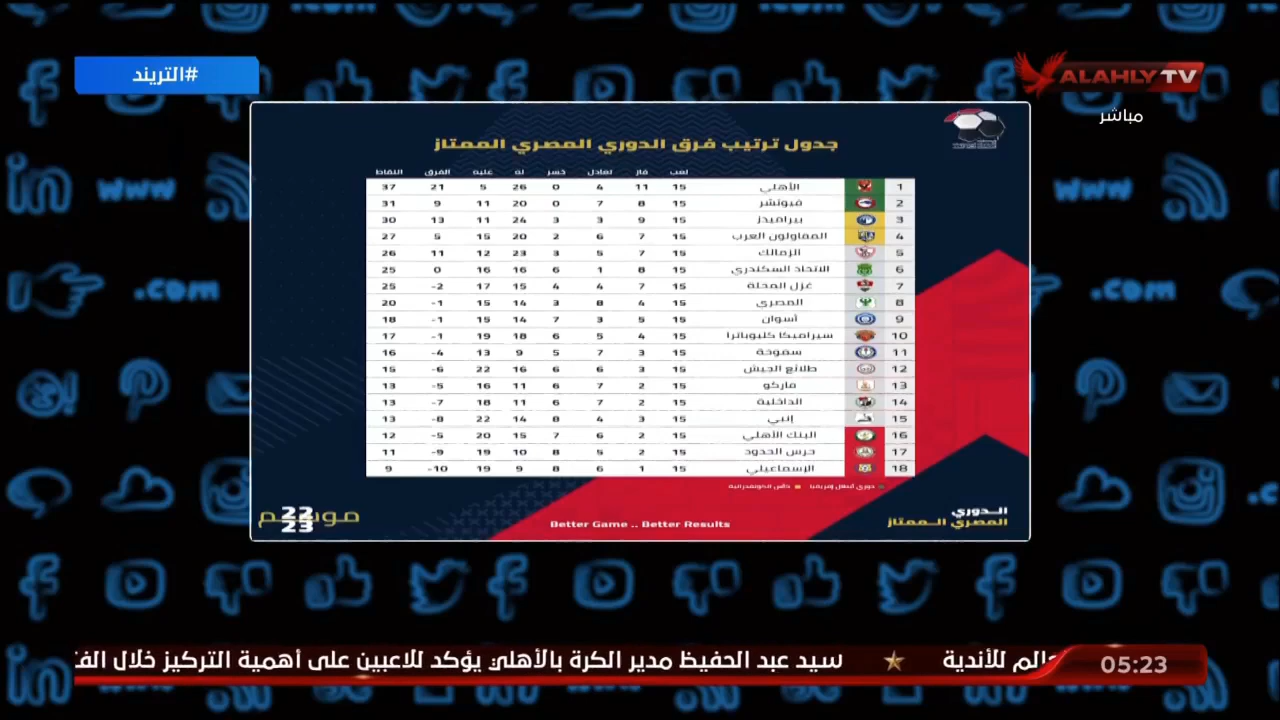 #التريند
ALAHLY TV
مباشر
جدول ترتيب فرق الدوري المصري الممتاز
لعب فاز تعادل خسر له عليه الفرق النقاط
1 الأهلي 15 11 4 0 26 5 21 37
2 فيوتشر 15 8 7 0 20 11 9 31
3 بيراميدز 15 9 3 3 24 11 13 30
4 المقاولون العرب 15 7 6 2 20 15 5 27
5 الزمالك 15 7 5 3 23 12 11 26
6 الاتحاد السكندري 15 8 1 6 16 16 0 25
7 غزل المحلة 15 7 4 4 15 17 -2 25
8 المصري 15 4 8 3 14 15 -1 20
9 أسوان 15 5 3 7 14 15 -1 18
10 سيراميكا كليوباترا 15 4 5 6 18 19 -1 17
11 سموحة 15 3 7 5 9 13 -4 16
12 طلائع الجيش 15 3 6 6 16 22 -6 15
13 فاركو 15 2 7 6 11 16 -5 13
14 الداخلية 15 2 7 6 11 18 -7 13
15 إنبي 15 3 4 8 14 22 -8 13
16 البنك الأهلي 15 2 6 7 15 20 -5 12
17 حرس الحدود 15 2 5 8 10 19 -9 11
18 الإسماعيلي 15 1 6 8 9 19 -10 9
دوري أبطال إفريقيا كأس الكونفدرالية
الدوري
المصري الممتاز
Better Game .. Better Results
موسم 22 23
عالم للأندية ★ سيد عبد الحفيظ مدير الكرة بالأهلي يؤكد للاعبين على أهمية التركيز خلال
05:23
www
.com